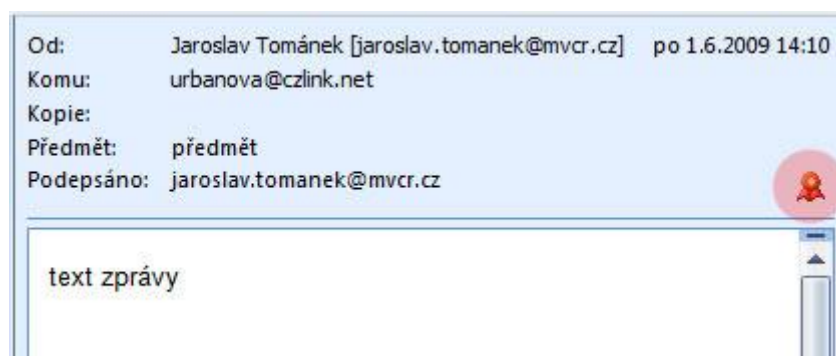 Od: Jaroslav Tománek [jaroslav.tomanek@mvcr.cz] po 1.6.2009 14:10
Komu: urbanova@czlink.net
Kopie:
Předmět: předmět
Podepsáno: jaroslav.tomanek@mvcr.cz
text zprávy